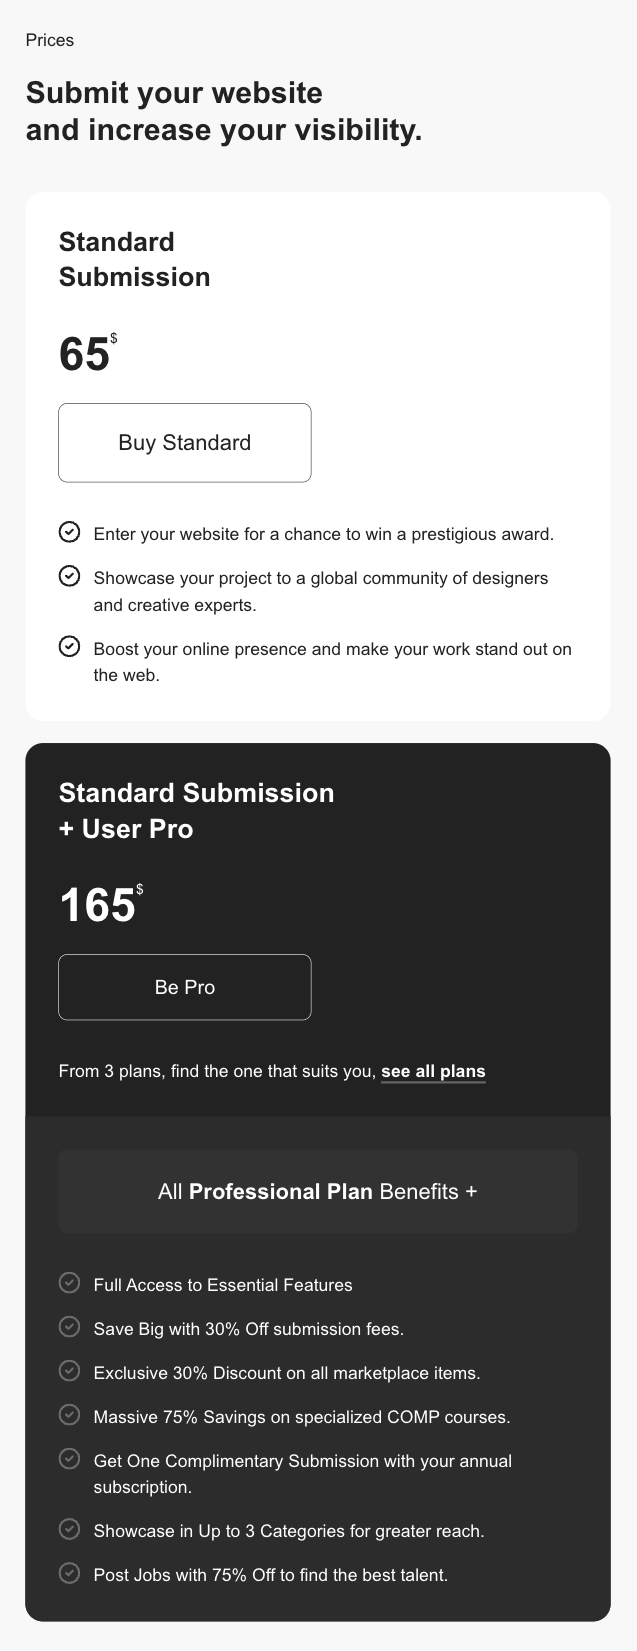 Prices
Submit your website
and increase your visibility.
Standard
Submission
65$
Buy Standard
Enter your website for a chance to win a prestigious award.
Showcase your project to a global community of designers
and creative experts.
Boost your online presence and make your work stand out on
the web.
Standard Submission
+ User Pro
165$
Be Pro
From 3 plans, find the one that suits you, see all plans
All Professional Plan Benefits +
Full Access to Essential Features
Save Big with 30% Off submission fees.
Exclusive 30% Discount on all marketplace items.
Massive 75% Savings on specialized COMP courses.
Get One Complimentary Submission with your annual
subscription.
Showcase in Up to 3 Categories for greater reach.
Post Jobs with 75% Off to find the best talent.